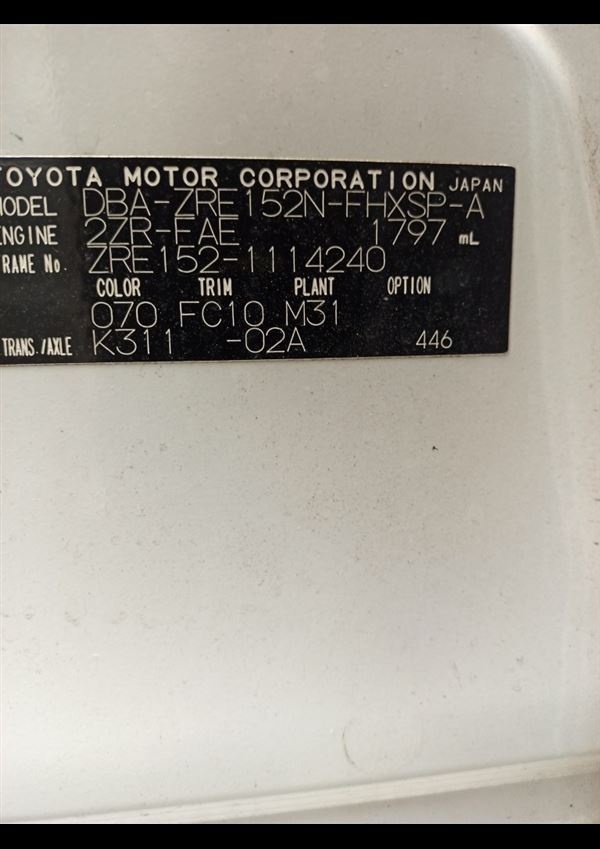 TOYOTA MOTOR CORPORATION JAPAN
MODEL DBA-ZRE152N-FHXSP-A
ENGINE 2ZR-FAE 1797 mL
FRAME No. ZRE152-1114240
COLOR TRIM PLANT OPTION
070 FC10 M31
TRANS./AXLE K311 -02A 446